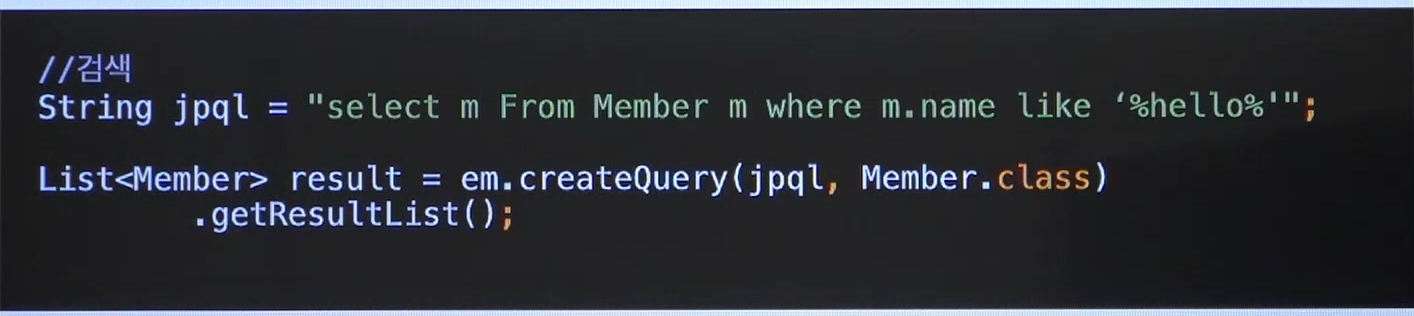 //검색
String jpql = "select m From Member m where m.name like ‘%hello%'";
List<Member> result = em.createQuery(jpql, Member.class)
.getResultList();